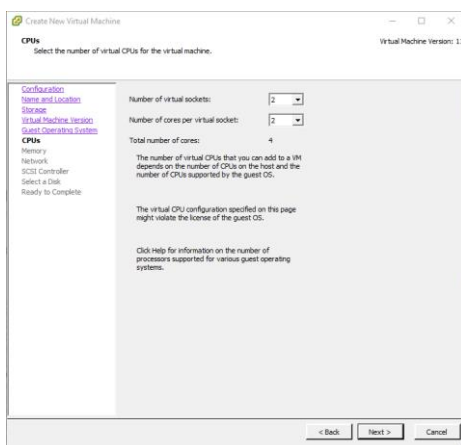 Create New Virtual Machine
CPUs
Select the number of virtual CPUs for the virtual machine.
Virtual Machine Version: 1
Configuration
Name and Location
Storage
Virtual Machine Version
Guest Operating System
CPUs
Memory
Network
SCSI Controller
Select a Disk
Ready to Complete
Number of virtual sockets: 2
Number of cores per virtual socket: 2
Total number of cores: 4
The number of virtual CPUs that you can add to a VM
depends on the number of CPUs on the host and the
number of CPUs supported by the guest OS.
The virtual CPU configuration specified on this page
might violate the license of the guest OS.
Click Help for information on the number of
processors supported for various guest operating
systems.
< Back
Next >
Cancel